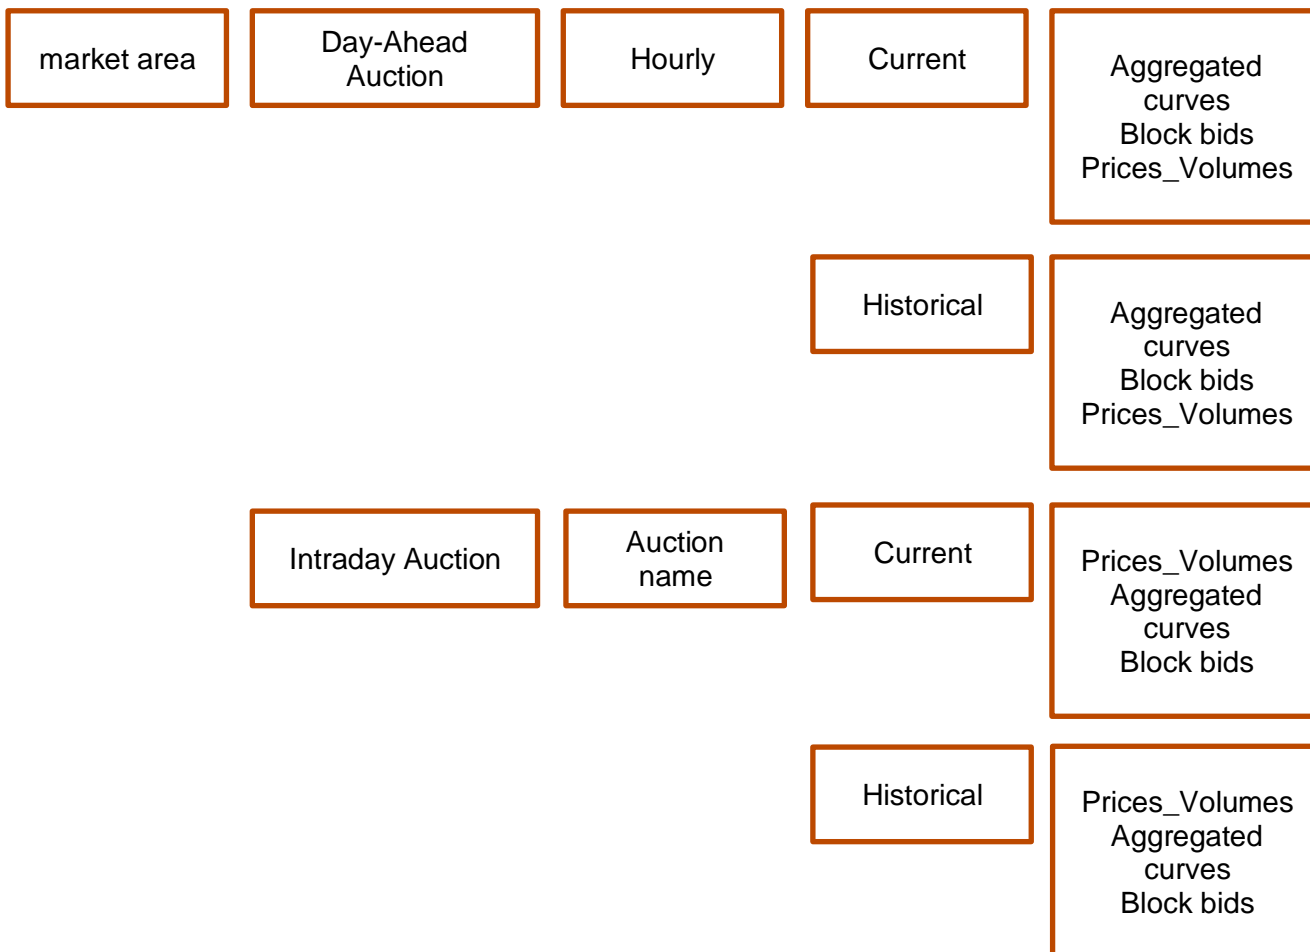 market area
Day-Ahead
Auction
Hourly
Current
Aggregated
curves
Block bids
Prices_Volumes
Historical
Aggregated
curves
Block bids
Prices_Volumes
Intraday Auction
Auction
name
Current
Prices_Volumes
Aggregated
curves
Block bids
Historical
Prices_Volumes
Aggregated
curves
Block bids